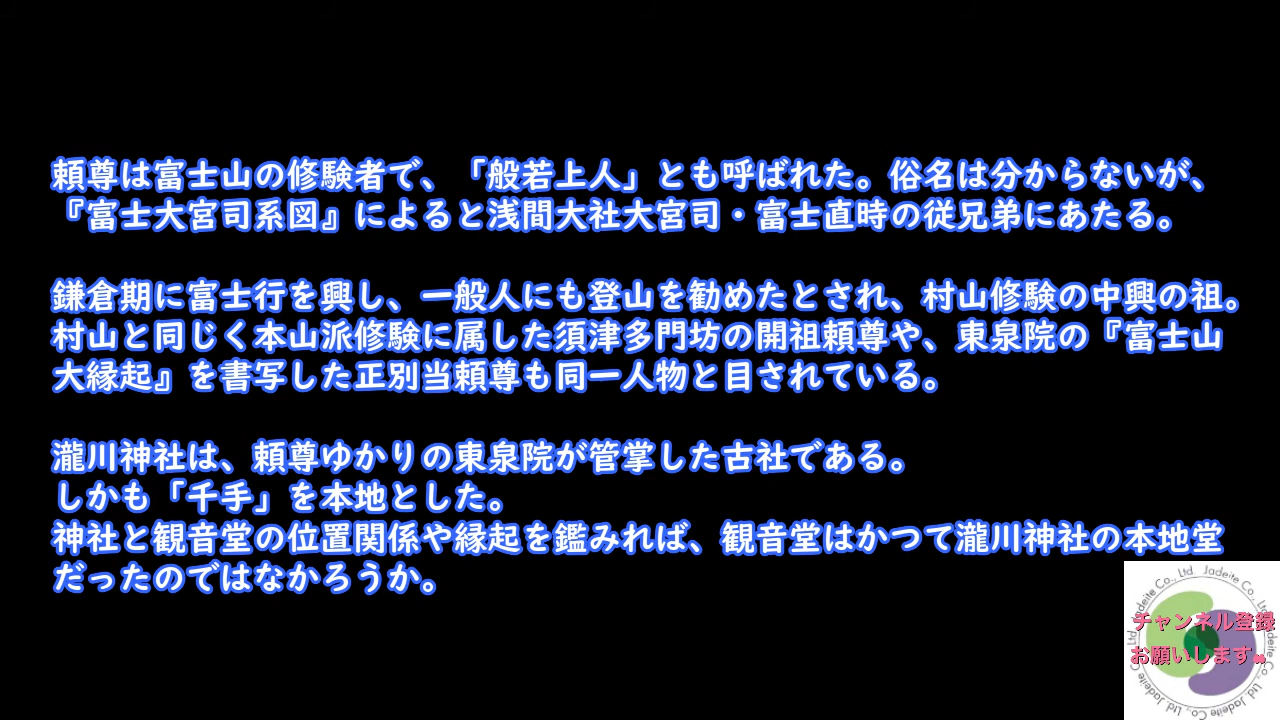 頼尊は富士山の修験者で、「般若上人」とも呼ばれた。俗名は分からないが、
『富士大宮司系図』によると浅間大社大宮司・富士直時の従兄弟にあたる。
鎌倉期に富士行を興し、一般人にも登山を勧めたとされ、村山修験の中興の祖。
村山と同じく本山派修験に属した須津多門坊の開祖頼尊や、東泉院の『富士山
大縁起』を書写した正別当頼尊も同一人物と目されている。
瀧川神社は、頼尊ゆかりの東泉院が管掌した古社である。
しかも「千手」を本地とした。
神社と観音堂の位置関係や縁起を鑑みれば、観音堂はかつて瀧川神社の本地堂
だったのではなかろうか。
Jadeite Co., Ltd Jadeite Co., Ltd Jadeite Co., Ltd Jadeite Co., Ltd
チャンネル登録
お願いします